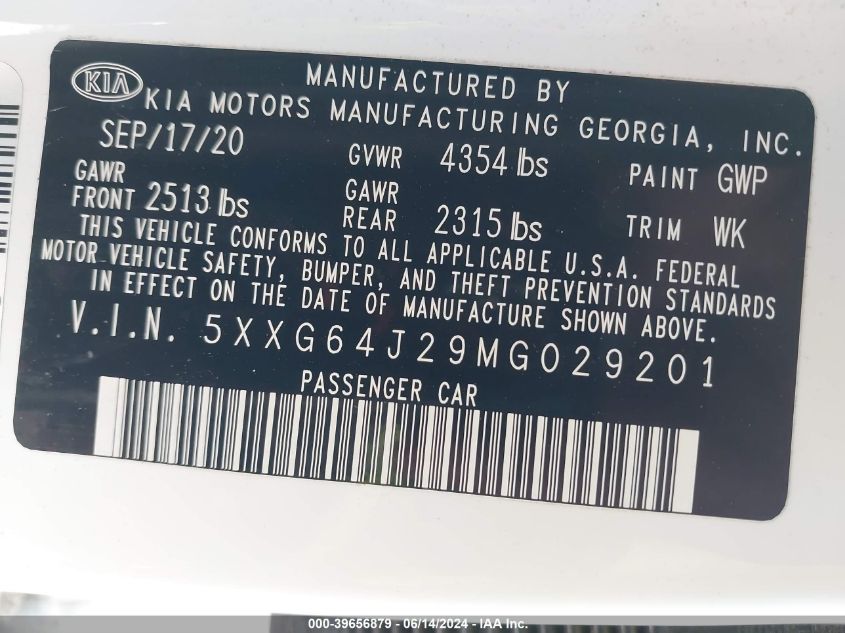 KIA
MANUFACTURED BY
KIA MOTORS MANUFACTURING GEORGIA, INC.
SEP/17/20 GVWR 4354 lbs PAINT GWP
GAWR FRONT 2513 lbs GAWR REAR 2315 lbs TRIM WK
THIS VEHICLE CONFORMS TO ALL APPLICABLE U.S.A. FEDERAL
MOTOR VEHICLE SAFETY, BUMPER, AND THEFT PREVENTION STANDARDS
IN EFFECT ON THE DATE OF MANUFACTURE SHOWN ABOVE.
V.I.N. 5XXG64J29MG029201
PASSENGER CAR
000-39656879 - 06/14/2024 - IAA Inc.